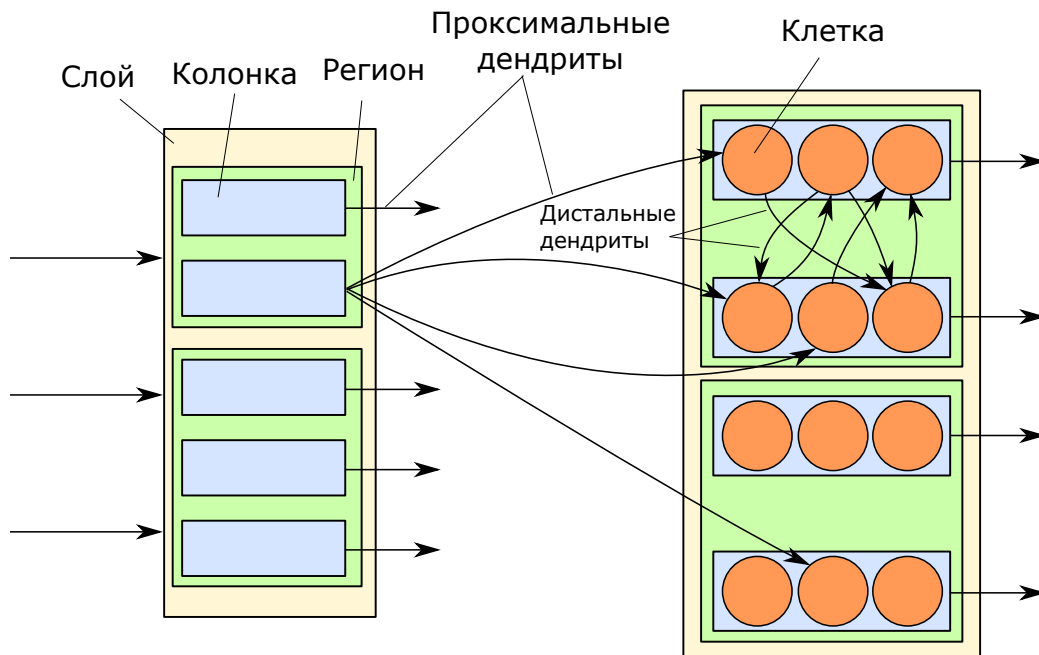 Проксимальные
дендриты
Клетка
Слой
Колонка
Регион
Дистальные
дендриты